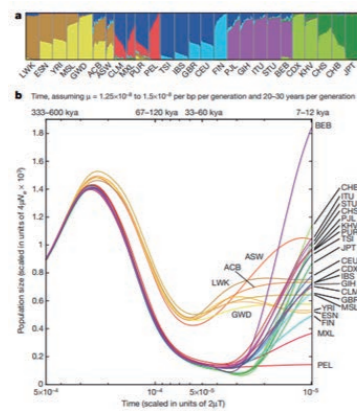 a
LWK
ESN
YRI
MSL
GWD
ACB
ASW
CLM
MXL
PUR
PEL
TSI
IBS
GBR
CEU
FIN
PJL
GIH
ITU
STU
BEB
CDX
KHV
CHS
CHB
JPT
b Time, assuming μ = 1.25×10⁻⁸ to 1.5×10⁻⁸ per bp per generation and 20–30 years per generation
333–600 kya 67–120 kya 33–60 kya 7–12 kya
Population size (scaled in units of 4μNₑ × 10³)
1.8
1.6
1.4
1.2
1
0.8
0.6
0.4
0.2
0
BEB
CHB
ITU
STU
CHS
PJL
KHV
PUR
TSI
JPT
CEU
CDX
IBS
GIH
CLM
GBR
MSL
YRI
ESN
FIN
MXL
PEL
ASW
ACB
LWK
GWD
5×10⁻⁴ 10⁻⁴ 5×10⁻⁵ 10⁻⁵
Time (scaled in units of 2μT)